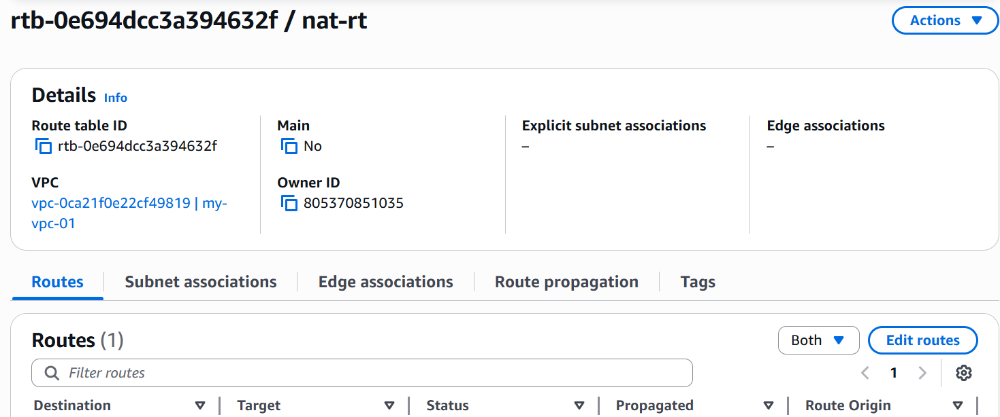 rtb-0e694dcc3a394632f / nat-rt
Actions
Details Info
Route table ID
rtb-0e694dcc3a394632f
Main
No
Explicit subnet associations
–
Edge associations
–
VPC
vpc-0ca21f0e22cf49819 | my-
vpc-01
Owner ID
805370851035
Routes
Subnet associations
Edge associations
Route propagation
Tags
Routes (1)
Both
Edit routes
Filter routes
1
Destination
Target
Status
Propagated
Route Origin